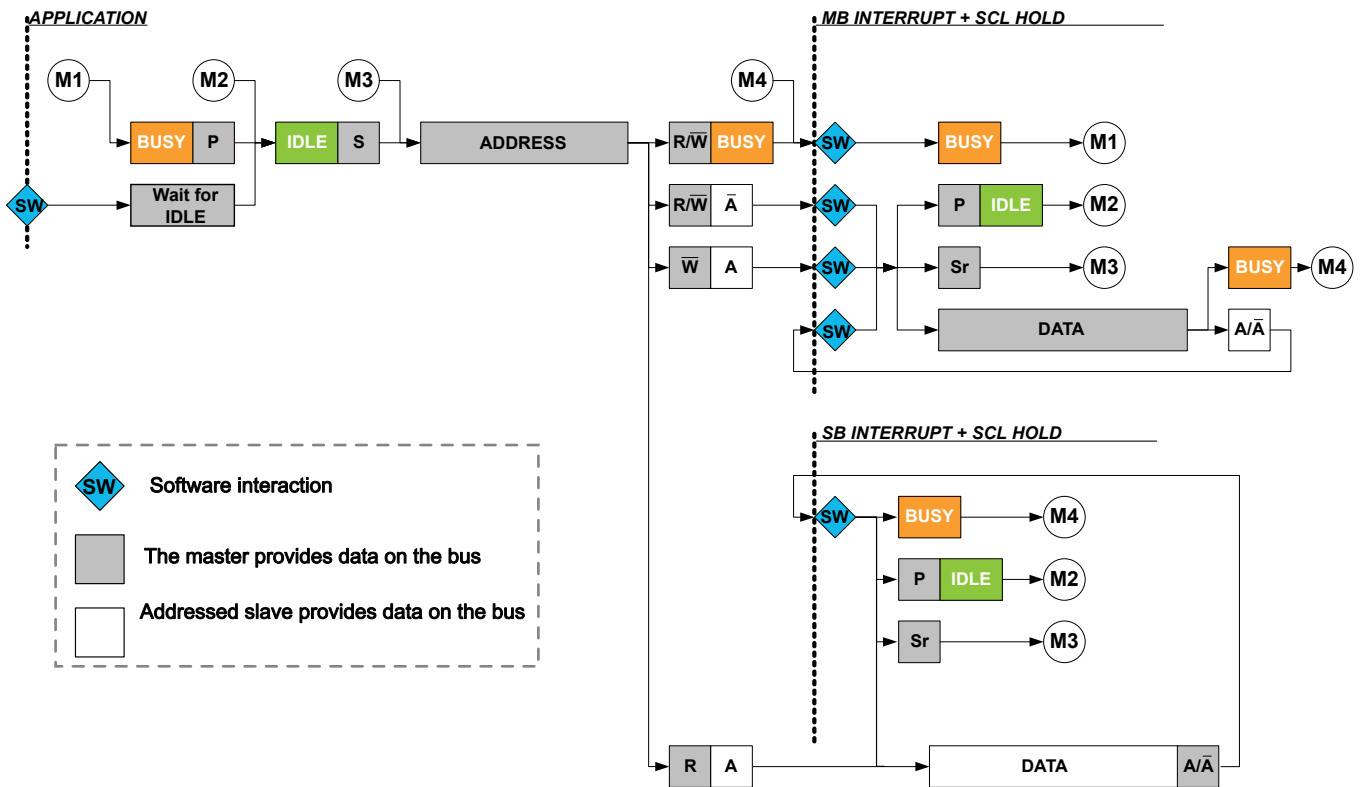 APPLICATION
MB INTERRUPT + SCL HOLD
M1
M2
M3
M4
BUSY P
IDLE S
ADDRESS
R/W̅ BUSY
SW
BUSY
M1
SW
Wait for
IDLE
R/W̅ A̅
SW
P IDLE
M2
W̅ A
SW
Sr
M3
BUSY
M4
SW
DATA
A/A̅
SB INTERRUPT + SCL HOLD
SW
Software interaction
The master provides data on the bus
Addressed slave provides data on the bus
SW
BUSY
M4
P IDLE
M2
Sr
M3
R A
DATA
A/A̅